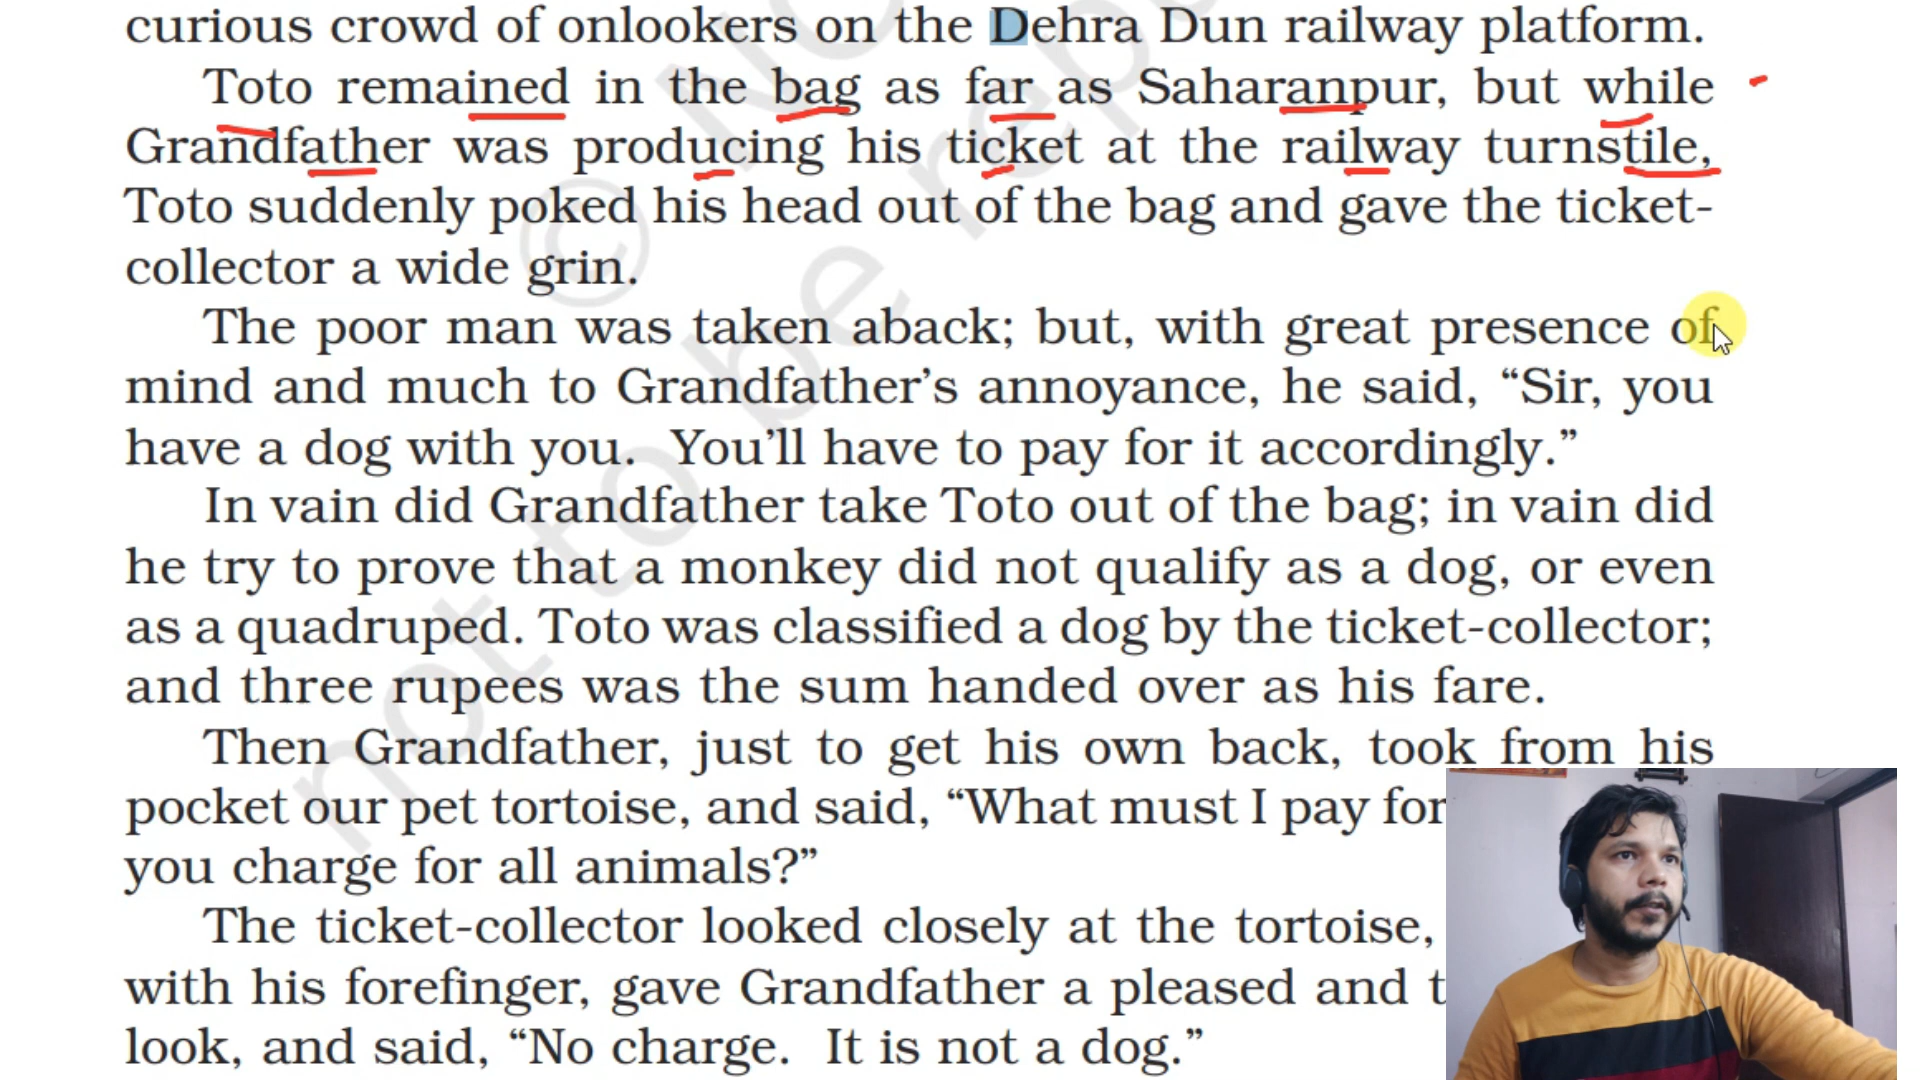 curious crowd of onlookers on the Dehra Dun railway platform.
Toto remained in the bag as far as Saharanpur, but while
Grandfather was producing his ticket at the railway turnstile,
Toto suddenly poked his head out of the bag and gave the ticket-
collector a wide grin.
The poor man was taken aback; but, with great presence of
mind and much to Grandfather's annoyance, he said, “Sir, you
have a dog with you. You'll have to pay for it accordingly.”
In vain did Grandfather take Toto out of the bag; in vain did
he try to prove that a monkey did not qualify as a dog, or even
as a quadruped. Toto was classified a dog by the ticket-collector;
and three rupees was the sum handed over as his fare.
Then Grandfather, just to get his own back, took from his
pocket our pet tortoise, and said, “What must I pay for
you charge for all animals?”
The ticket-collector looked closely at the tortoise,
with his forefinger, gave Grandfather a pleased and
look, and said, “No charge. It is not a dog.”
©
not to be